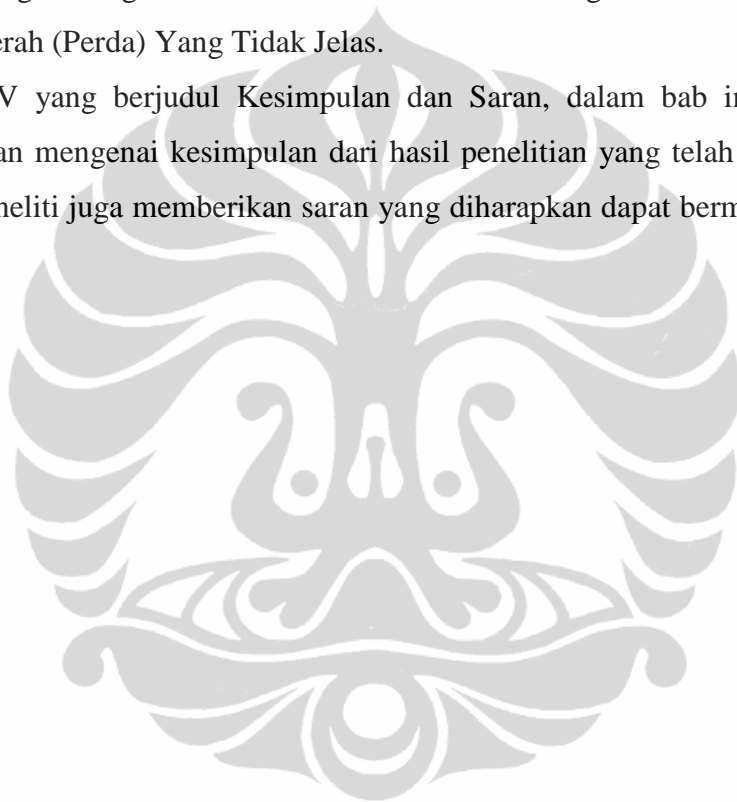 erah (Perda) Yang Tidak Jelas.
V yang berjudul Kesimpulan dan Saran, dalam bab
an mengenai kesimpulan dari hasil penelitian yang telah
neliti juga memberikan saran yang diharapkan dapat berm